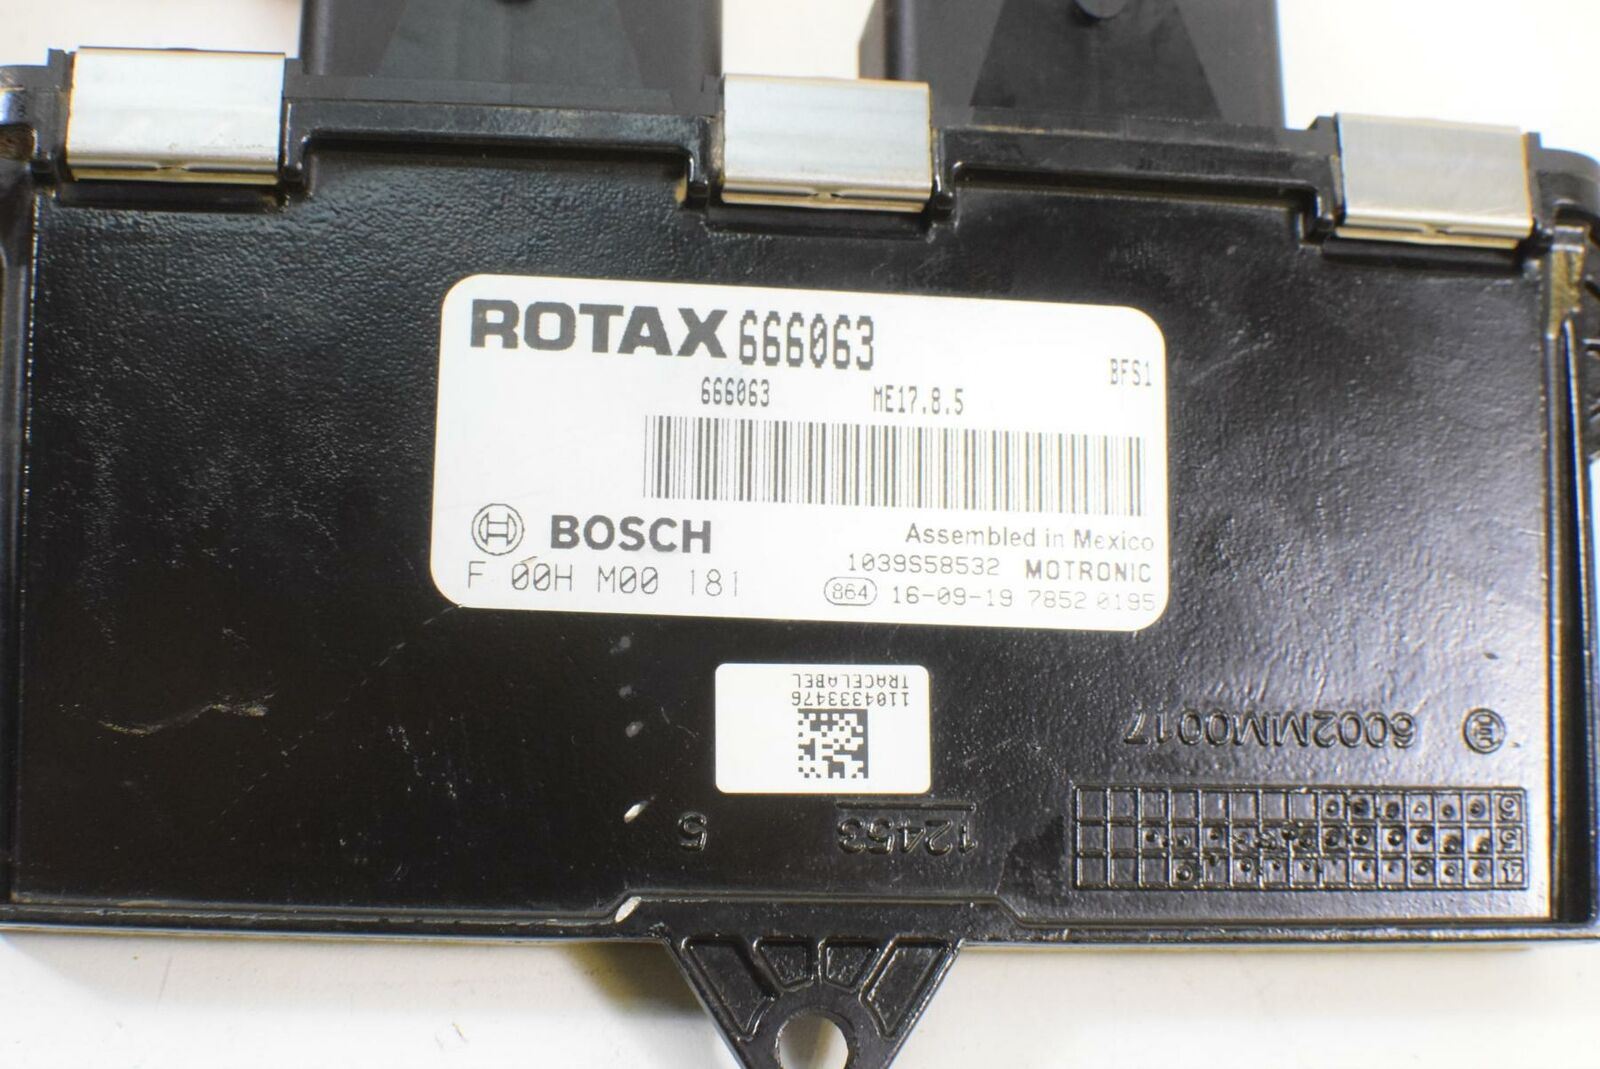 ROTAX 666063
BFS1
666063 ME17.8.5
BOSCH
Assembled in Mexico
F 00H M00 181
1039S58532 MOTRONIC
864 16-09-19 7852 0195
1104333476
TRACELABEL
6002MM0017
12453
5